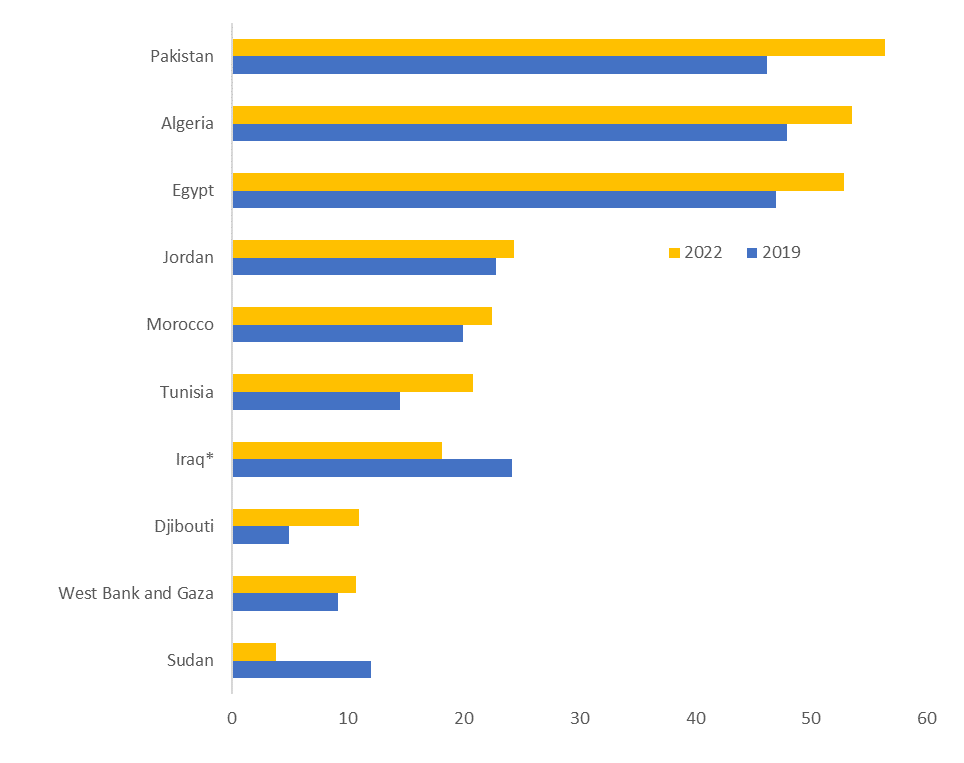 Pakistan
Algeria
Egypt
Jordan
2022 2019
Morocco
Tunisia
Iraq*
Djibouti
West Bank and Gaza
Sudan
0 10 20 30 40 50 60